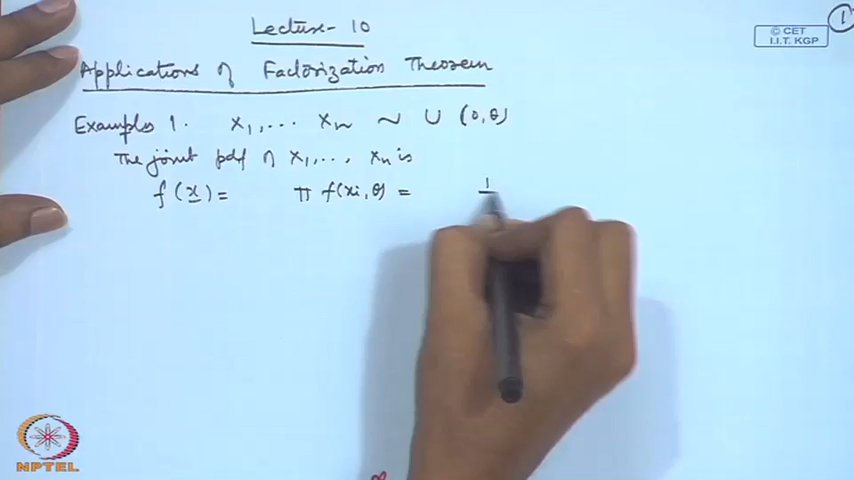 Lecture- 10
1
© CET
I.I.T. KGP
Applications of Factorization Theorem
Examples 1. X1, ... Xn ~ U (0, θ)
The joint pdf of X1, ... Xn is
f (x) = π f(xi, θ) = 1
NPTEL